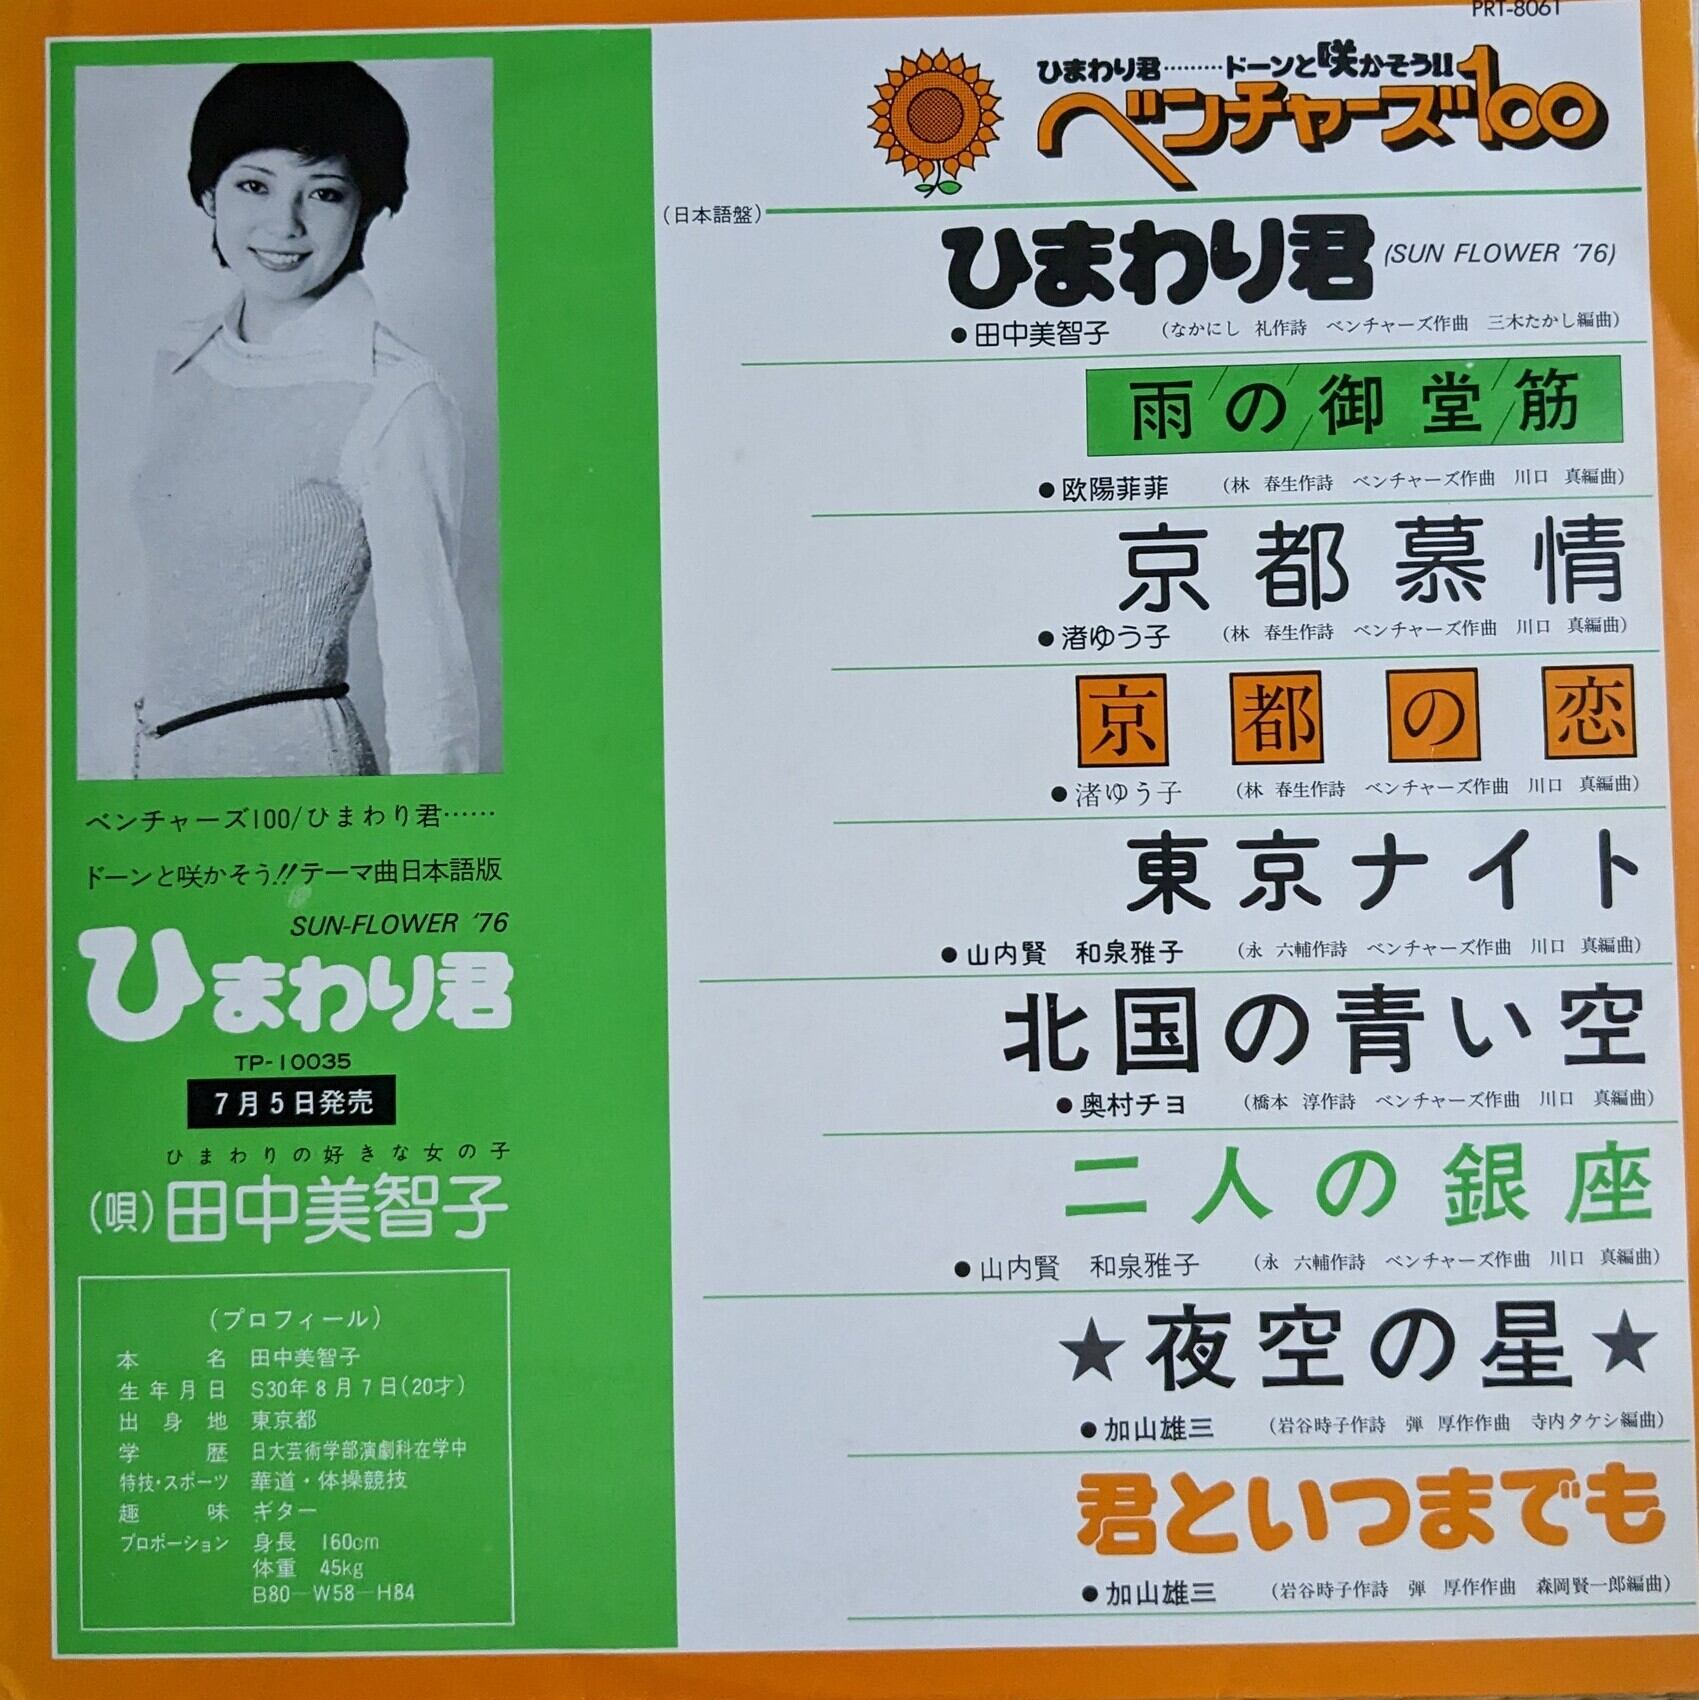 PRT-8061
ひまわり君………ドーンと咲かそう!!
ベンチャーズ100
(日本語盤)
ひまわり君 (SUN FLOWER '76)
●田中美智子 (なかにし 礼作詩 ベンチャーズ作曲 三木たかし編曲)
雨の御堂筋
●欧陽菲菲 (林 春生作詩 ベンチャーズ作曲 川口 真編曲)
京都慕情
●渚ゆう子 (林 春生作詩 ベンチャーズ作曲 川口 真編曲)
京都の恋
●渚ゆう子 (林 春生作詩 ベンチャーズ作曲 川口 真編曲)
東京ナイト
●山内賢 和泉雅子 (永 六輔作詩 ベンチャーズ作曲 川口 真編曲)
北国の青い空
●奥村チヨ (橋本 淳作詩 ベンチャーズ作曲 川口 真編曲)
二人の銀座
●山内賢 和泉雅子 (永 六輔作詩 ベンチャーズ作曲 川口 真編曲)
★夜空の星★
●加山雄三 (岩谷時子作詩 弾 厚作作曲 寺内タケシ編曲)
君といつまでも
●加山雄三 (岩谷時子作詩 弾 厚作作曲 森岡賢一郎編曲)
ベンチャーズ100/ひまわり君……
ドーンと咲かそう!!テーマ曲日本語版
SUN-FLOWER '76
ひまわり君
TP-10035
7月5日発売
ひまわりの好きな女の子
(唄)田中美智子
(プロフィール)
本名 田中美智子
生年月日 S30年8月7日(20才)
出身地 東京都
学歴 日大芸術学部演劇科在学中
特技・スポーツ 華道・体操競技
趣味 ギター
プロポーション 身長 160cm
体重 45kg
B80—W58—H84